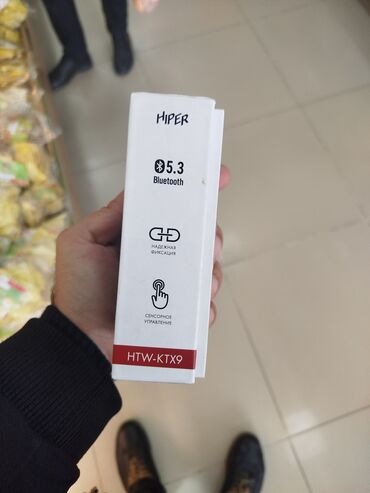 HIPER
5.3
Bluetooth
НАДЕЖНАЯ
ФИКСАЦИЯ
СЕНСОРНОЕ
УПРАВЛЕНИЕ
HTW-KTX9